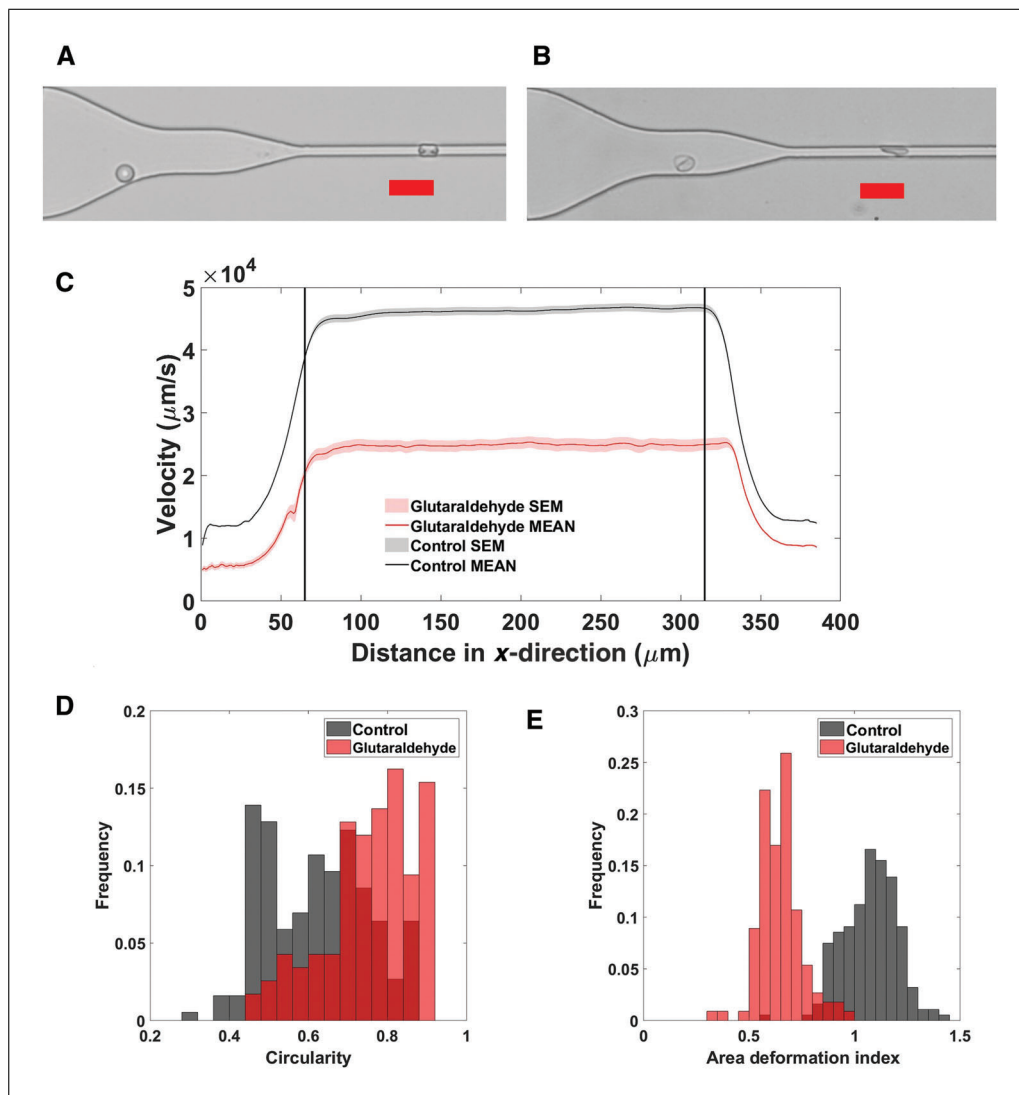 A
B
C
×10⁴
5
4
3
2
1
0
Velocity (μm/s)
Glutaraldehyde SEM
Glutaraldehyde MEAN
Control SEM
Control MEAN
0 50 100 150 200 250 300 350 400
Distance in x-direction (μm)
D
0.2
0.15
0.1
0.05
0
Frequency
Control
Glutaraldehyde
0.2 0.4 0.6 0.8 1
Circularity
E
0.3
0.25
0.2
0.15
0.1
0.05
0
Frequency
Control
Glutaraldehyde
0 0.5 1 1.5
Area deformation index